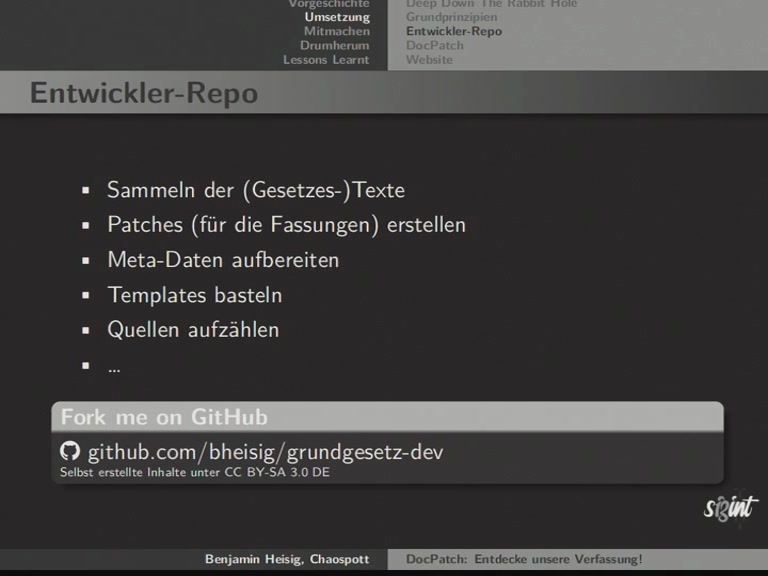 Vorgeschichte
Umsetzung
Mitmachen
Drumherum
Lessons Learnt
Deep Down The Rabbit Hole
Grundprinzipien
Entwickler-Repo
DocPatch
Website
Entwickler-Repo
▪ Sammeln der (Gesetzes-)Texte
▪ Patches (für die Fassungen) erstellen
▪ Meta-Daten aufbereiten
▪ Templates basteln
▪ Quellen aufzählen
▪ ...
Fork me on GitHub
github.com/bheisig/grundgesetz-dev
Selbst erstellte Inhalte unter CC BY-SA 3.0 DE
sigint
Benjamin Heisig, Chaospott
DocPatch: Entdecke unsere Verfassung!